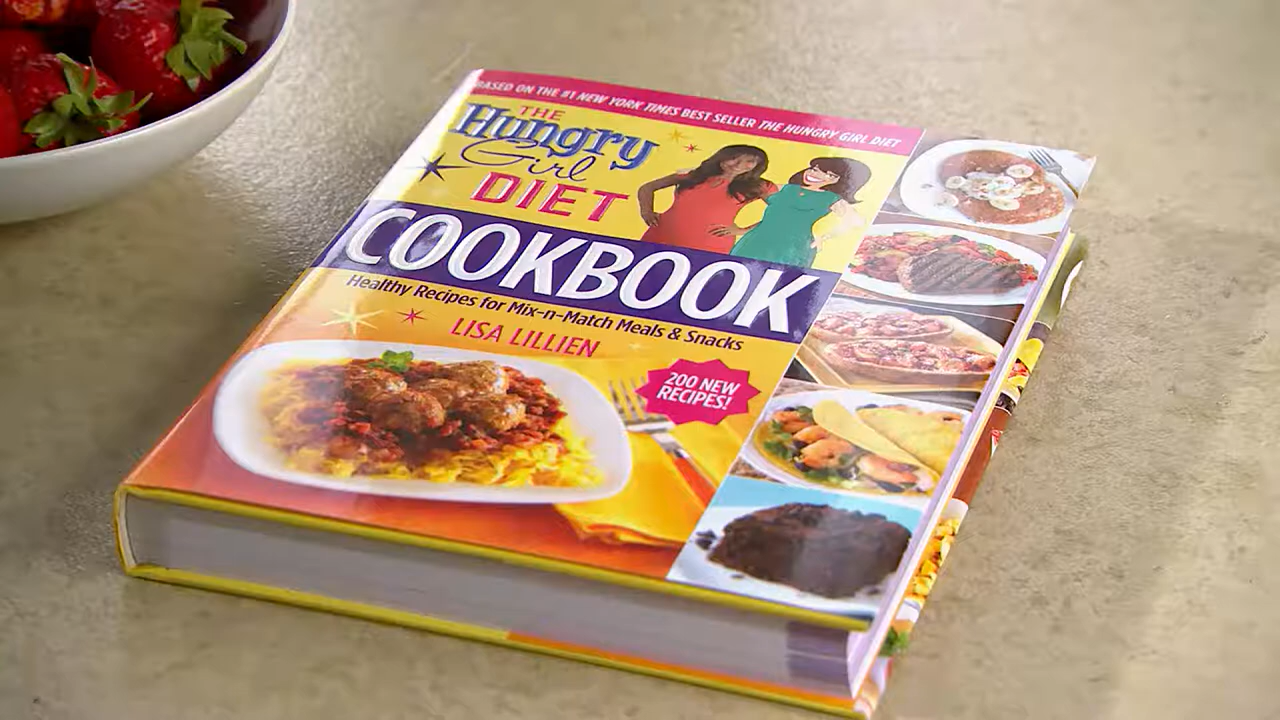 BASED ON THE #1 NEW YORK TIMES BEST SELLER THE HUNGRY GIRL DIET
THE
Hungry
Girl
DIET
COOKBOOK
Healthy Recipes for Mix-n-Match Meals & Snacks
LISA LILLIEN
200 NEW
RECIPES!